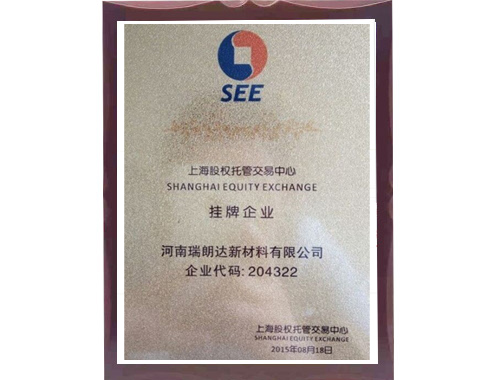 SEE
上海股权托管交易中心
SHANGHAI EQUITY EXCHANGE
挂牌企业
河南瑞朗达新材料有限公司
企业代码:204322
上海股权托管交易中心
SHANGHAI EQUITY EXCHANGE
2015年08月18日